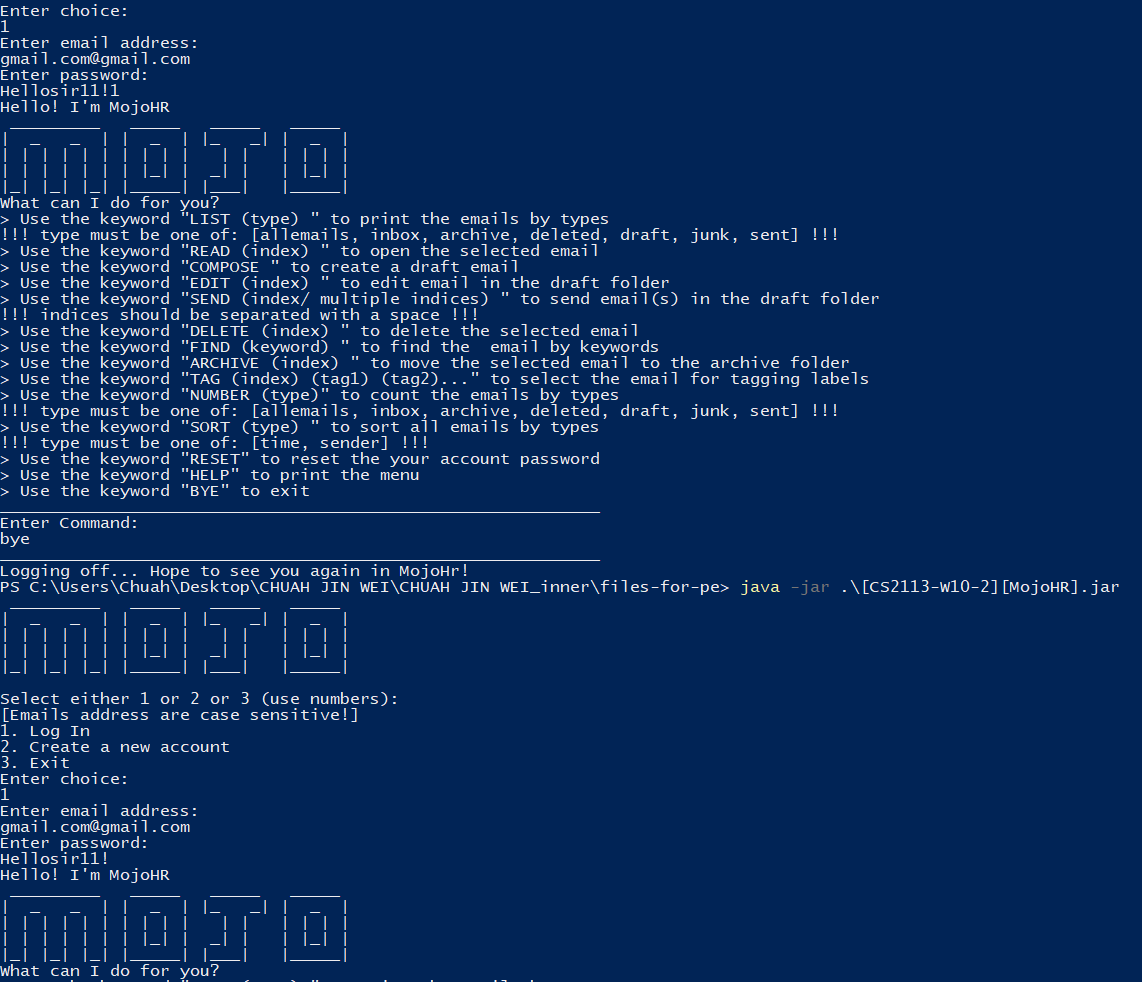 Enter choice:
1
Enter email address:
gmail.com@gmail.com
Enter password:
Hellosir11!1
Hello! I'm MojoHR
What can I do for you?
> Use the keyword "LIST (type) " to print the emails by types
!!! type must be one of: [allemails, inbox, archive, deleted, draft, junk, sent] !!!
> Use the keyword "READ (index) " to open the selected email
> Use the keyword "COMPOSE " to create a draft email
> Use the keyword "EDIT (index) " to edit email in the draft folder
> Use the keyword "SEND (index/ multiple indices) " to send email(s) in the draft folder
!!! indices should be separated with a space !!!
> Use the keyword "DELETE (index) " to delete the selected email
> Use the keyword "FIND (keyword) " to find the  email by keywords
> Use the keyword "ARCHIVE (index) " to move the selected email to the archive folder
> Use the keyword "TAG (index) (tag1) (tag2)..." to select the email for tagging labels
> Use the keyword "NUMBER (type)" to count the emails by types
!!! type must be one of: [allemails, inbox, archive, deleted, draft, junk, sent] !!!
> Use the keyword "SORT (type) " to sort all emails by types
!!! type must be one of: [time, sender] !!!
> Use the keyword "RESET" to reset the your account password
> Use the keyword "HELP" to print the menu
> Use the keyword "BYE" to exit
Enter Command:
bye
Logging off... Hope to see you again in MojoHr!
PS C:\Users\Chuah\Desktop\CHUAH JIN WEI\CHUAH JIN WEI_inner\files-for-pe> java -jar .\[CS2113-W10-2][MojoHR].jar
Select either 1 or 2 or 3 (use numbers):
[Emails address are case sensitive!]
1. Log In
2. Create a new account
3. Exit
Enter choice:
1
Enter email address:
gmail.com@gmail.com
Enter password:
Hellosir11!
Hello! I'm MojoHR
What can I do for you?